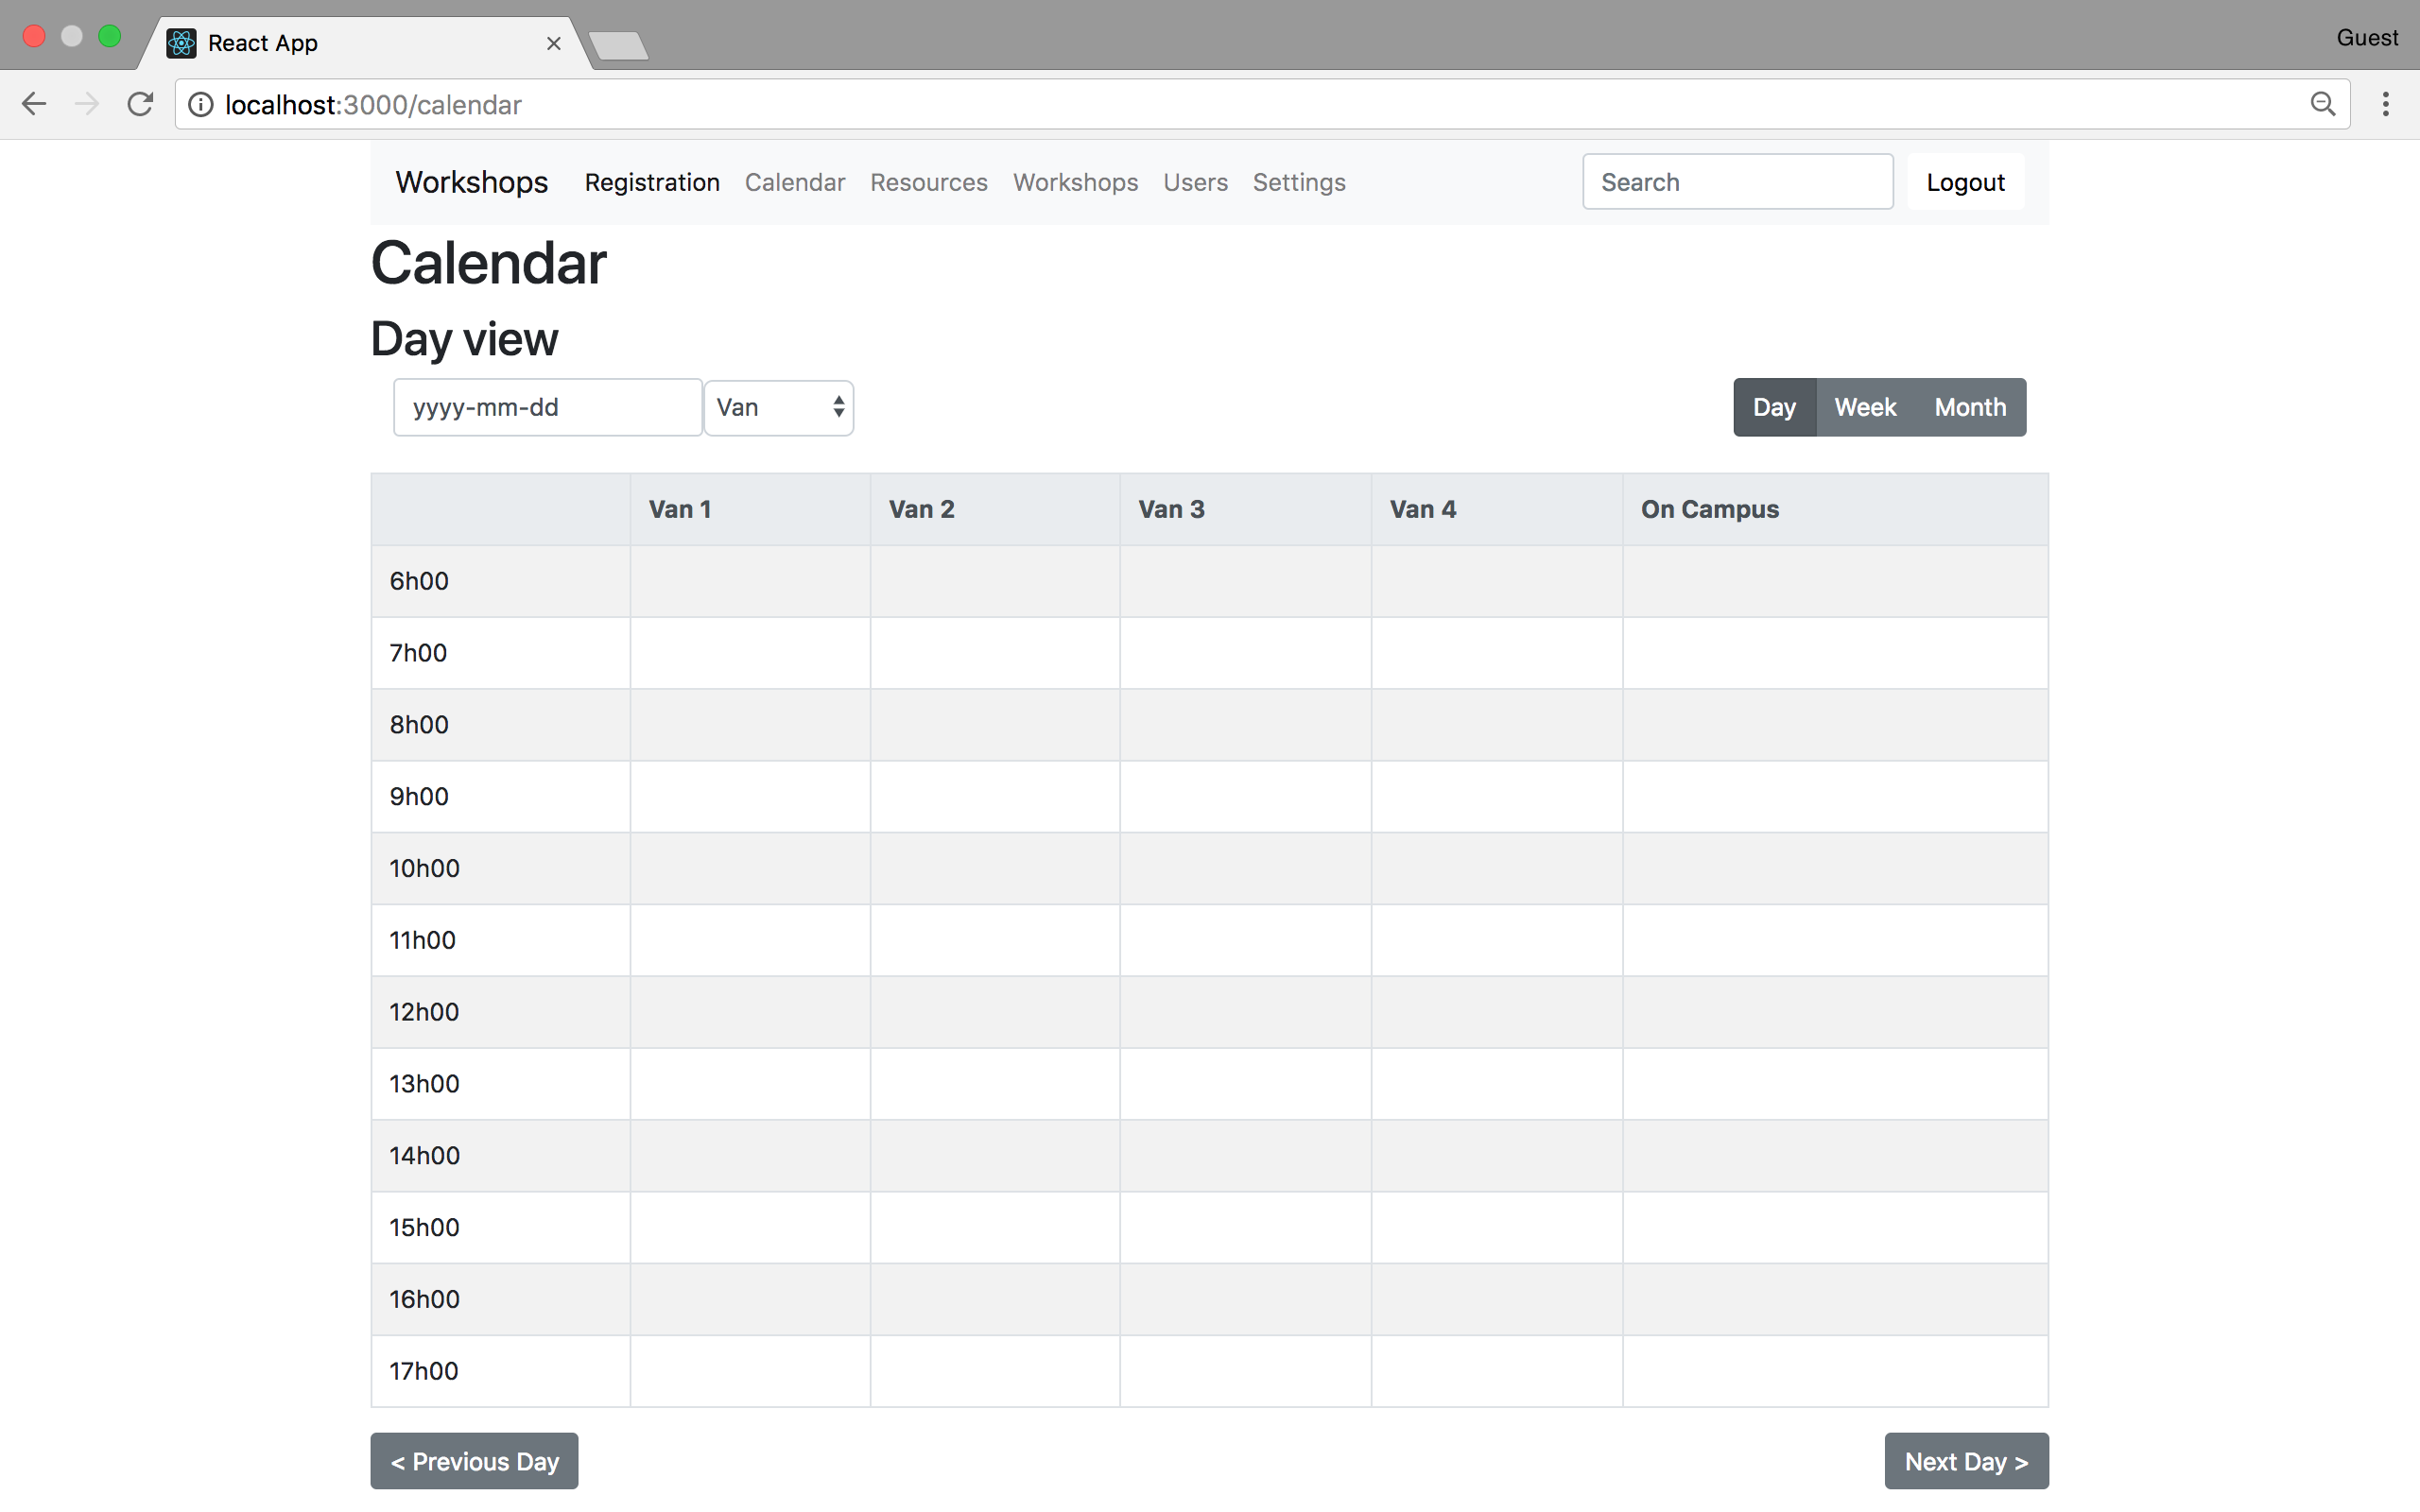 React App
Guest
localhost:3000/calendar
Workshops Registration Calendar Resources Workshops Users Settings Search Logout
Calendar
Day view
yyyy-mm-dd Van Day Week Month
Van 1 Van 2 Van 3 Van 4 On Campus
6h00
7h00
8h00
9h00
10h00
11h00
12h00
13h00
14h00
15h00
16h00
17h00
< Previous Day Next Day >